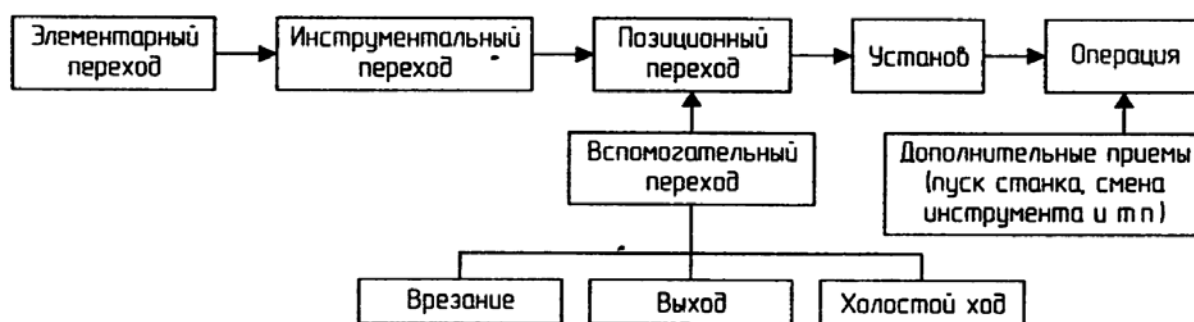 Элементарный
переход
Инструментальный
переход
Позиционный
переход
Установ
Операция
Вспомогательный
переход
Дополнительные приемы
(пуск станка, смена
инструмента и т п)
Врезание
Выход
Холостой ход